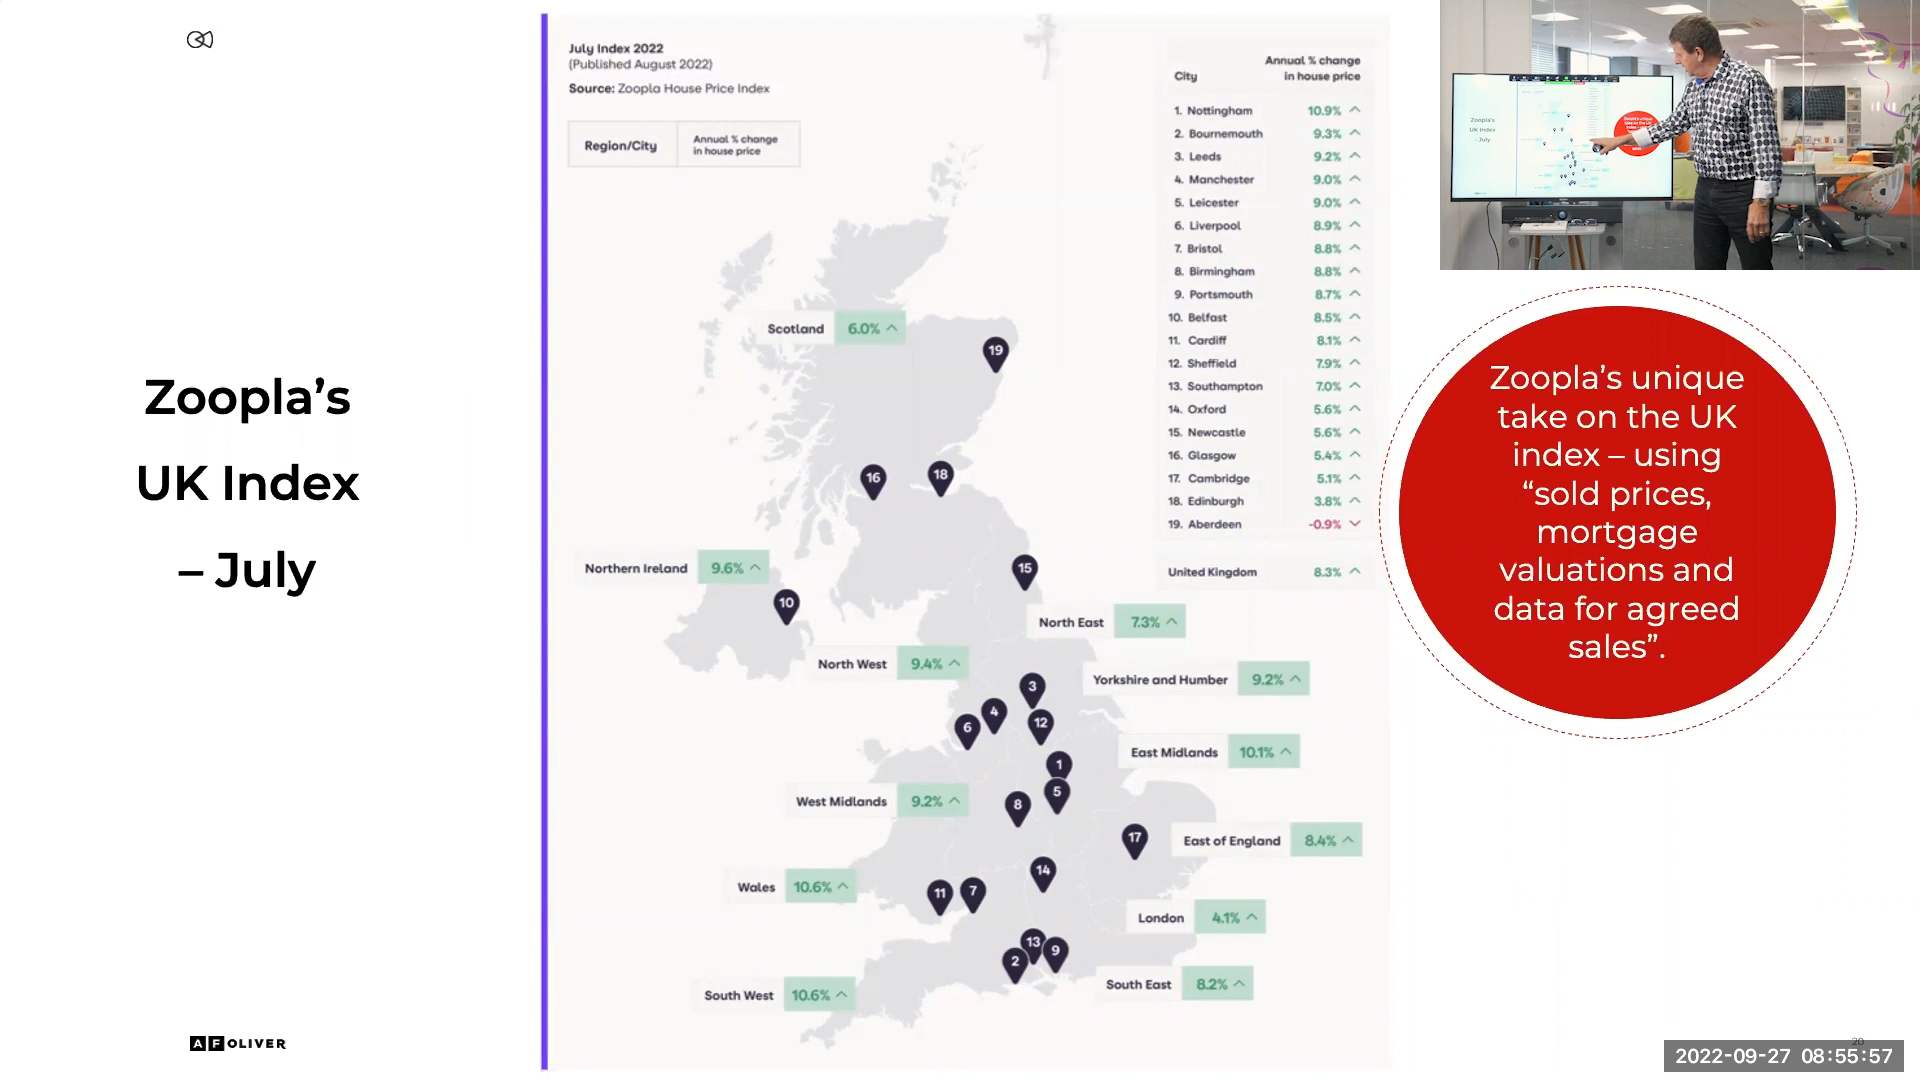 Zoopla’s
UK Index
– July
July Index 2022
(Published August 2022)
Source: Zoopla House Price Index
Region/City
Annual % change
in house price
City
Annual % change
in house price
1. Nottingham 10.9%
2. Bournemouth 9.3%
3. Leeds 9.2%
4. Manchester 9.0%
5. Leicester 9.0%
6. Liverpool 8.9%
7. Bristol 8.8%
8. Birmingham 8.8%
9. Portsmouth 8.7%
10. Belfast 8.5%
11. Cardiff 8.1%
12. Sheffield 7.9%
13. Southampton 7.0%
14. Oxford 5.6%
15. Newcastle 5.6%
16. Glasgow 5.4%
17. Cambridge 5.1%
18. Edinburgh 3.8%
19. Aberdeen -0.9%
United Kingdom 8.3%
Scotland 6.0%
19
16
18
Northern Ireland 9.6%
15
10
North East 7.3%
North West 9.4%
Yorkshire and Humber 9.2%
3
4
6
12
East Midlands 10.1%
1
5
West Midlands 9.2%
8
17
East of England 8.4%
14
Wales 10.6%
11
7
London 4.1%
13
9
2
South East 8.2%
South West 10.6%
Zoopla’s unique
take on the UK
index – using
“sold prices,
mortgage
valuations and
data for agreed
sales”.
Zoopla's
UK Index
- July
AF OLIVER
20
2022-09-27 08:55:57